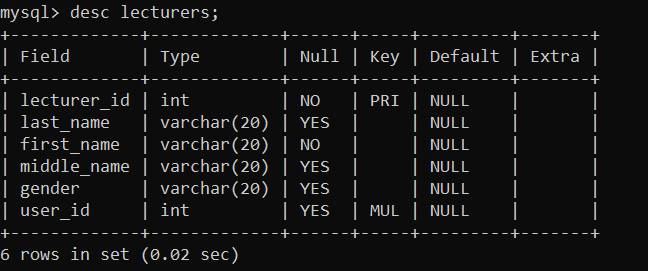 mysql> desc lecturers;
+-------------+-------------+------+-----+---------+-------+
| Field       | Type        | Null | Key | Default | Extra |
+-------------+-------------+------+-----+---------+-------+
| lecturer_id | int         | NO   | PRI | NULL    |       |
| last_name   | varchar(20) | YES  |     | NULL    |       |
| first_name  | varchar(20) | NO   |     | NULL    |       |
| middle_name | varchar(20) | YES  |     | NULL    |       |
| gender      | varchar(20) | YES  |     | NULL    |       |
| user_id     | int         | YES  | MUL | NULL    |       |
+-------------+-------------+------+-----+---------+-------+
6 rows in set (0.02 sec)